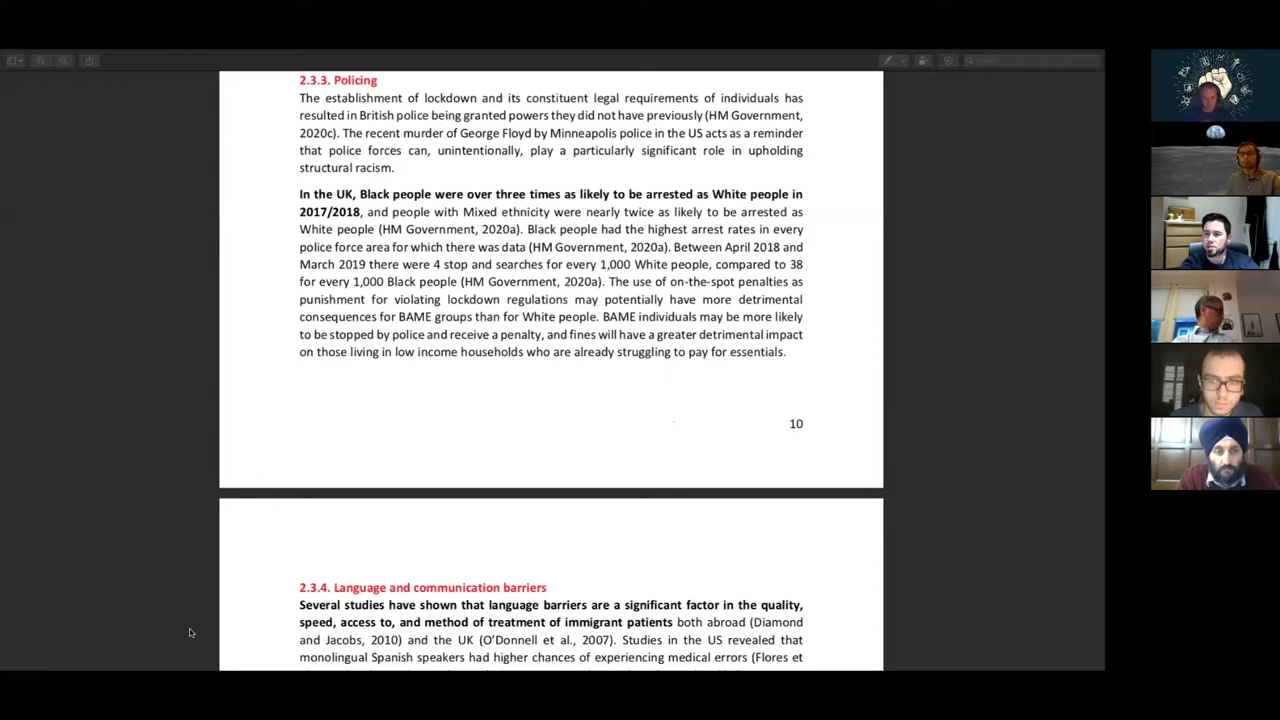 2.3.3. Policing
The establishment of lockdown and its constituent legal requirements of individuals has
resulted in British police being granted powers they did not have previously (HM Government,
2020c). The recent murder of George Floyd by Minneapolis police in the US acts as a reminder
that police forces can, unintentionally, play a particularly significant role in upholding
structural racism.
In the UK, Black people were over three times as likely to be arrested as White people in
2017/2018, and people with Mixed ethnicity were nearly twice as likely to be arrested as
White people (HM Government, 2020a). Black people had the highest arrest rates in every
police force area for which there was data (HM Government, 2020a). Between April 2018 and
March 2019 there were 4 stop and searches for every 1,000 White people, compared to 38
for every 1,000 Black people (HM Government, 2020a). The use of on-the-spot penalties as
punishment for violating lockdown regulations may potentially have more detrimental
consequences for BAME groups than for White people. BAME individuals may be more likely
to be stopped by police and receive a penalty, and fines will have a greater detrimental impact
on those living in low income households who are already struggling to pay for essentials.
10
2.3.4. Language and communication barriers
Several studies have shown that language barriers are a significant factor in the quality,
speed, access to, and method of treatment of immigrant patients both abroad (Diamond
and Jacobs, 2010) and the UK (O’Donnell et al., 2007). Studies in the US revealed that
monolingual Spanish speakers had higher chances of experiencing medical errors (Flores et